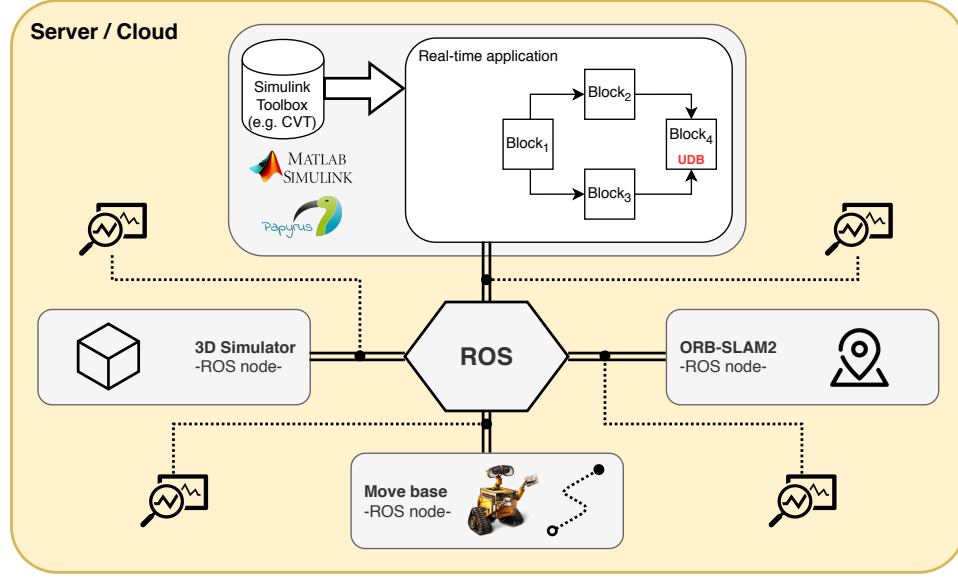 Server / Cloud
Simulink
Toolbox
(e.g. CVT)
MATLAB
SIMULINK
Papyrus
Real-time application
Block1
Block2
Block3
Block4
UDB
3D Simulator
-ROS node-
ROS
ORB-SLAM2
-ROS node-
Move base
-ROS node-